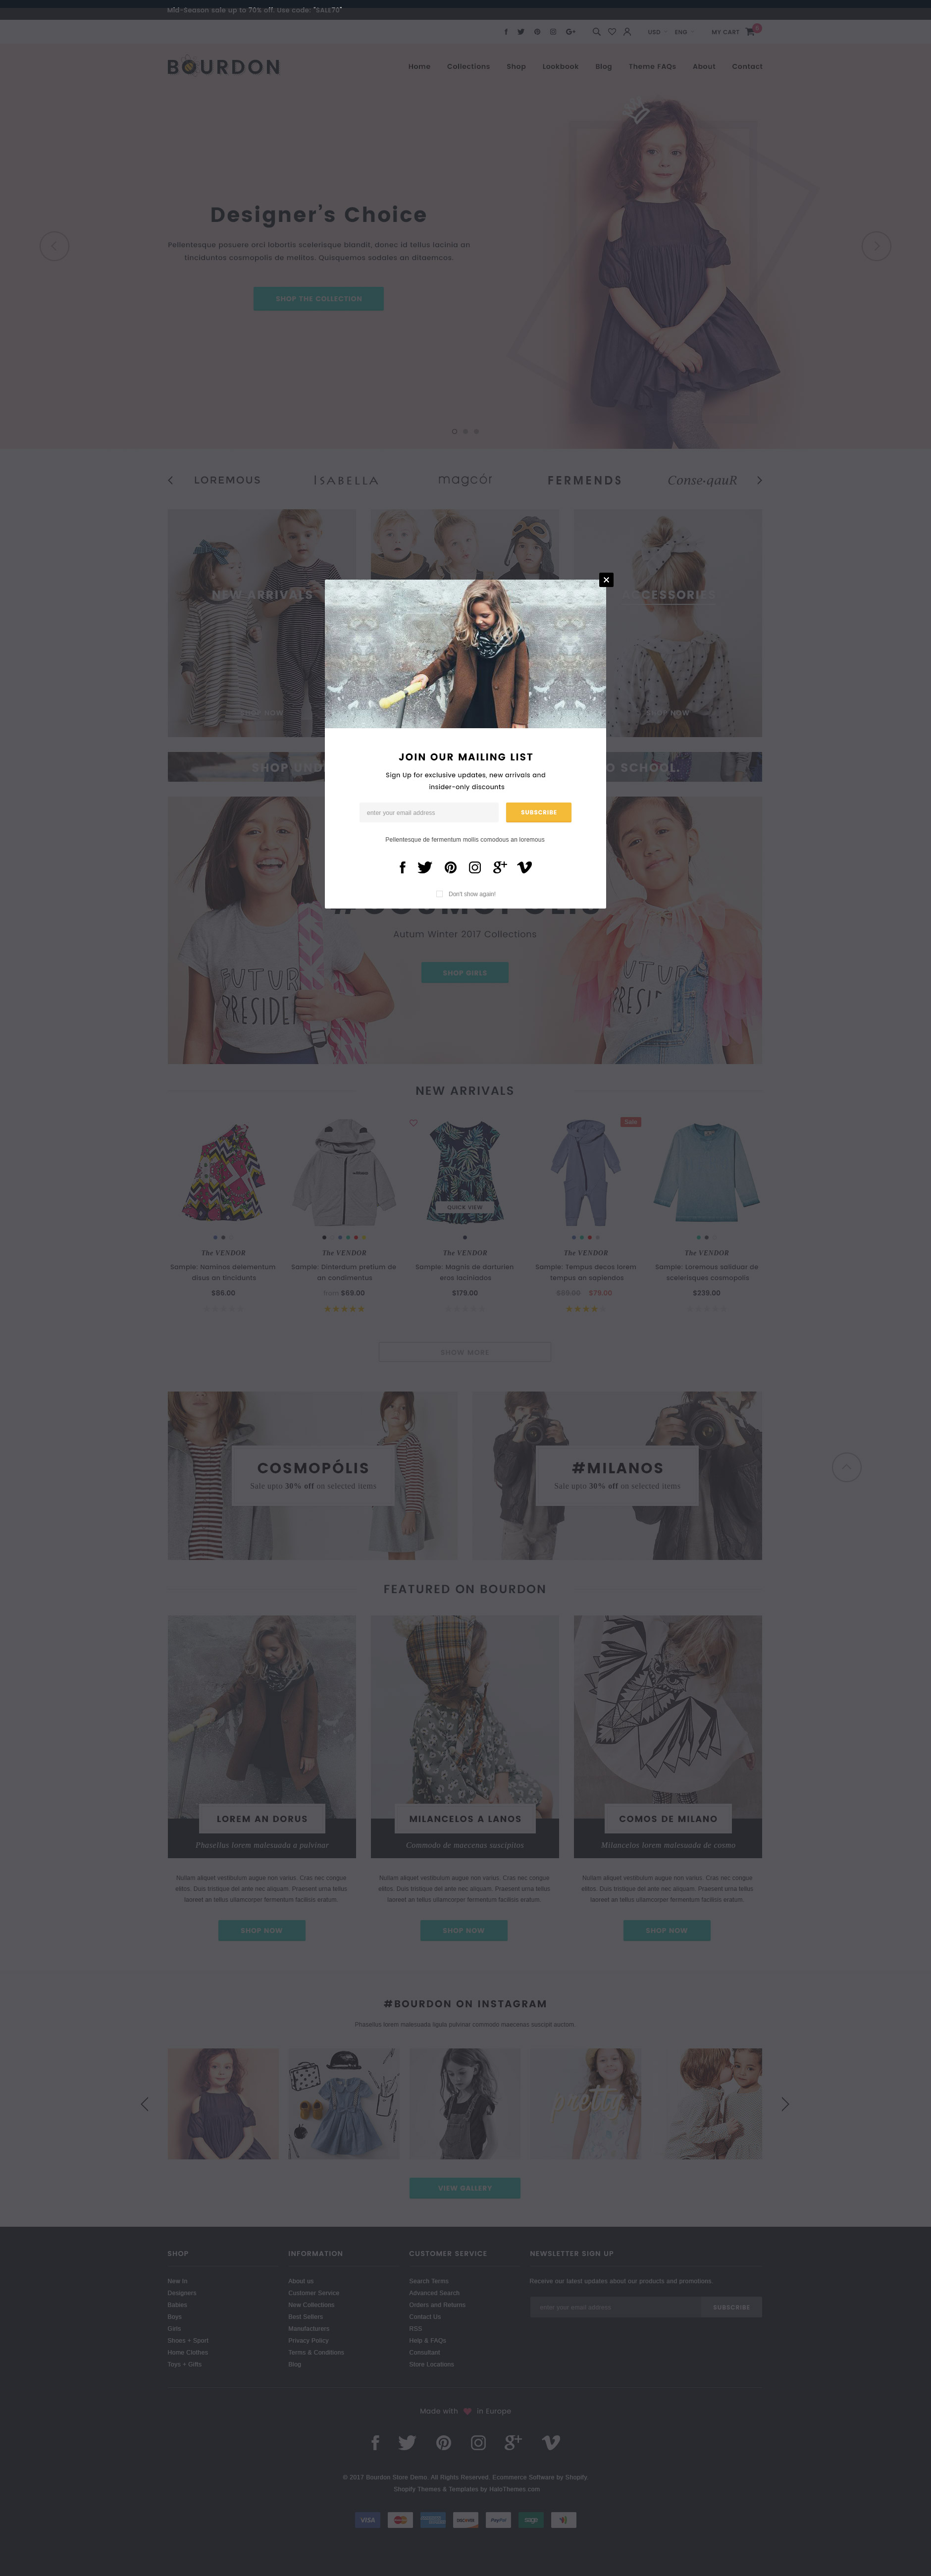 Mid-Season sale up to 70% off. Use code: "SALE70"
USD ENG MY CART
BOURDON
Home Collections Shop Lookbook Blog Theme FAQs About Contact
Designer's Choice
Pellentesque posuere orci lobortis scelerisque blandit, donec id tellus lacinia an
tinciduntas cosmopolis de melitos. Quisquemos sodales an ditaemcos.
SHOP THE COLLECTION
LOREMOUS ISABELLA magcór FERMENDS Conse•qauR
NEW ARRIVALS
ACCESSORIES
NOW
NOW
SHOP
SCHOOL.
JOIN OUR MAILING LIST
Sign Up for exclusive updates, new arrivals and
insider-only discounts
enter your email address
SUBSCRIBE
Pellentesque de fermentum mollis comodous an loremous
Don't show again!
Autumn Winter 2017 Collections
SHOP GIRLS
FUTUR
PRESIDEN
FUTUR
PRESIDE
NEW ARRIVALS
Sale
QUICK VIEW
The VENDOR
Sample: Naminos delementum
disus an tincidunts
$89.00
The VENDOR
Sample: Dinterdum pretium de
an condimentus
from $69.00
The VENDOR
Sample: Magnis de darturien
eros lacinialdos
$179.00
The VENDOR
Sample: Tempus decos lorem
tempus an saplendos
$79.00
The VENDOR
Sample: Loremous saliduar de
scelerisques cosmopolis
$339.00
SHOW MORE
COSMOPÓLIS
Sale upto 30% off on selected items
#MILANOS
Sale upto 30% off on selected items
FEATURED ON BOURDON
LOREM AN DORUS
Phasellus lorem malesuada a pulvinar
Nullam aliquet vestibulum augue non varius. Cras nec congue
elitos. Duis tristique del ante nec aliquam. Praesent urna tellus
laoreet an tellus ullamcorper fermentum facilisis eratum.
SHOP NOW
MILANCELOS A LANOS
Commodo de maecenas suscipitos
Nullam aliquet vestibulum augue non varius. Cras nec congue
elitos. Duis tristique del ante nec aliquam. Praesent urna tellus
laoreet an tellus ullamcorper fermentum facilisis eratum.
SHOP NOW
COMOS DE MILANO
Milancelos lorem malesuada de cosmo
Nullam aliquet vestibulum augue non varius. Cras nec congue
elitos. Duis tristique del ante nec aliquam. Praesent urna tellus
laoreet an tellus ullamcorper fermentum facilisis eratum.
SHOP NOW
#BOURDON ON INSTAGRAM
Phasellus lorem malesuada ligula pulvinar commodo maecenas suscipit auctom.
pretty
VIEW GALLERY
SHOP
New In
Designers
Babies
Boys
Girls
Shoes + Sport
Home Clothes
Toys + Gifts
INFORMATION
About us
Customer Service
New Collections
Best Sellers
Manufacturers
Privacy Policy
Terms & Conditions
Blog
CUSTOMER SERVICE
Search Terms
Advanced Search
Orders and Returns
Contact Us
RSS
Help & FAQs
Consultant
Store Locations
NEWSLETTER SIGN UP
Receive our latest updates about our products and promotions
enter your email address
SUBSCRIBE
Made with in Europe
© 2017 Bourdon Store Demo. All Rights Reserved. Ecommerce Software by Shopify.
Shopify Themes & Templates by HaloThemes.com
VISA
DISCOVER
PayPal
sage